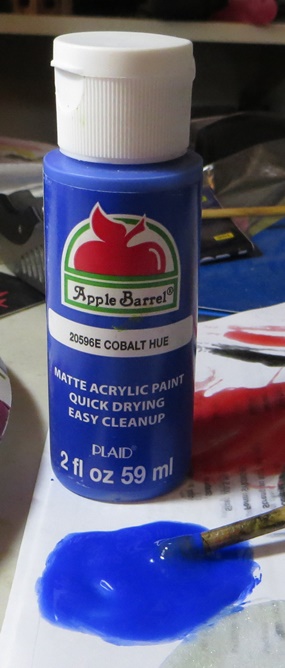 Apple Barrel®
20596E COBALT HUE
MATTE ACRYLIC PAINT
QUICK DRYING
EASY CLEANUP
PLAID®
2 fl oz 59 ml